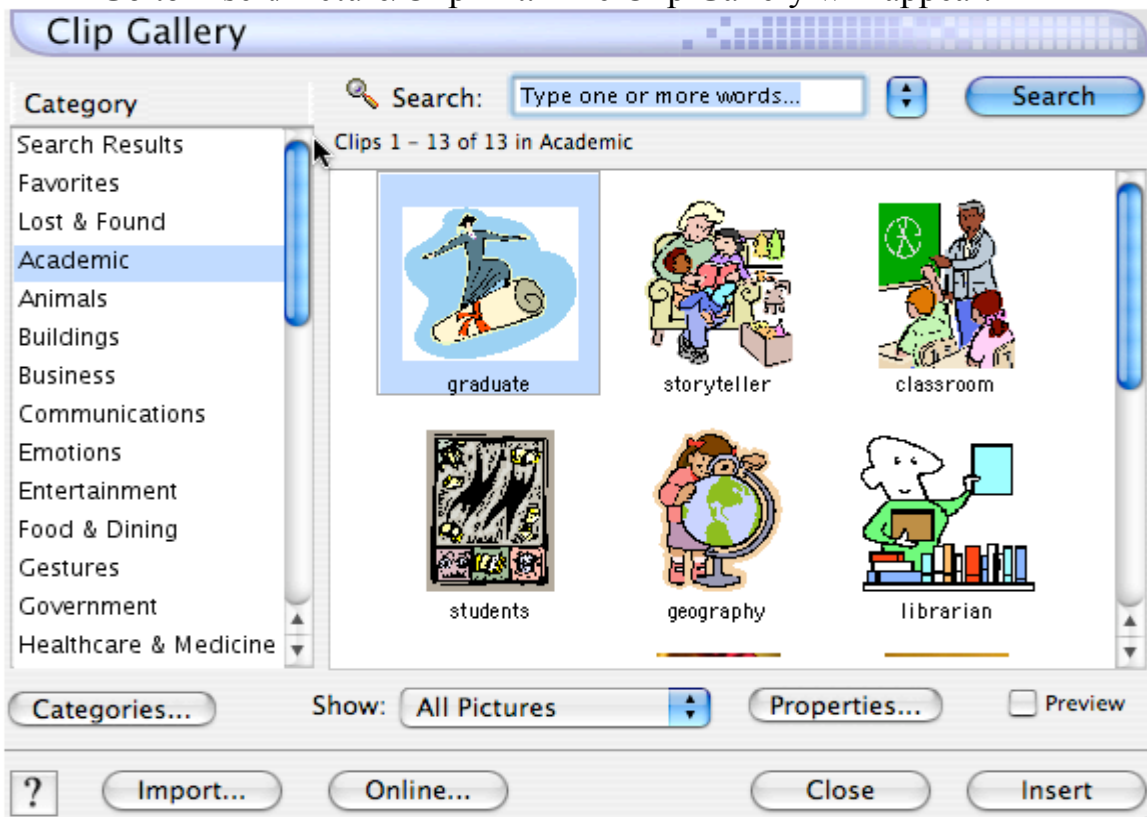 Clip Gallery
Category
Search:
Type one or more words...
Search
Clips 1 - 13 of 13 in Academic
Search Results
Favorites
Lost & Found
Academic
Animals
Buildings
Business
Communications
Emotions
Entertainment
Food & Dining
Gestures
Government
Healthcare & Medicine
graduate
storyteller
classroom
students
geography
librarian
Categories...
Show:
All Pictures
Properties...
Preview
?
Import...
Online...
Close
Insert